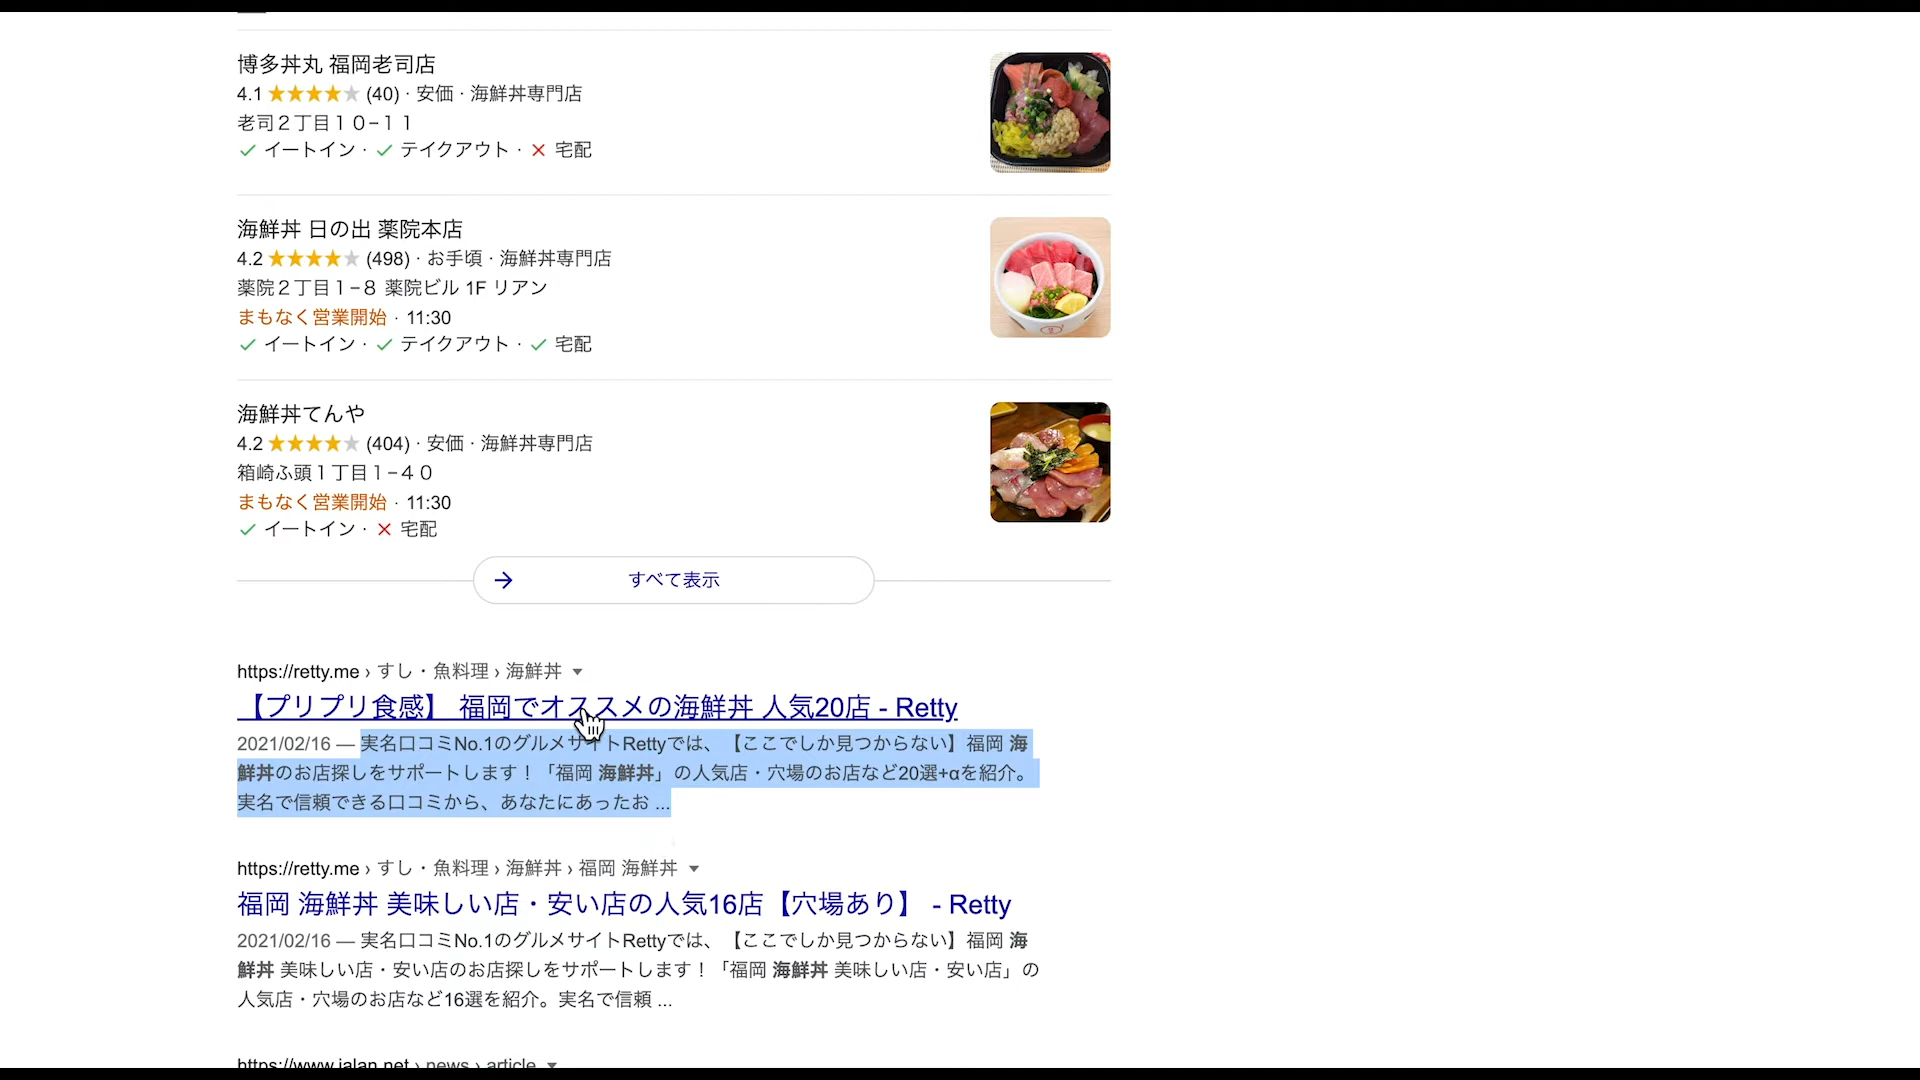 博多丼丸 福岡老司店
4.1 ★★★★★ (40) · 安価 · 海鮮丼専門店
老司２丁目１０−１１
✓ イートイン · ✓ テイクアウト · ✕ 宅配
海鮮丼 日の出 薬院本店
4.2 ★★★★★ (498) · お手頃 · 海鮮丼専門店
薬院２丁目１−８ 薬院ビル 1F リアン
まもなく営業開始 · 11:30
✓ イートイン · ✓ テイクアウト · ✓ 宅配
海鮮丼てんや
4.2 ★★★★★ (404) · 安価 · 海鮮丼専門店
箱崎ふ頭１丁目１−４０
まもなく営業開始 · 11:30
✓ イートイン · ✕ 宅配
→ すべて表示
https://retty.me › すし・魚料理 › 海鮮丼
【プリプリ食感】 福岡でオススメの海鮮丼 人気20店 - Retty
2021/02/16 — 実名口コミNo.1のグルメサイトRettyでは、【ここでしか見つからない】福岡 海
鮮丼のお店探しをサポートします！「福岡 海鮮丼」の人気店・穴場のお店など20選+αを紹介。
実名で信頼できる口コミから、あなたにあったお ...
https://retty.me › すし・魚料理 › 海鮮丼 › 福岡 海鮮丼
福岡 海鮮丼 美味しい店・安い店の人気16店【穴場あり】 - Retty
2021/02/16 — 実名口コミNo.1のグルメサイトRettyでは、【ここでしか見つからない】福岡 海
鮮丼 美味しい店・安い店のお店探しをサポートします！「福岡 海鮮丼 美味しい店・安い店」の
人気店・穴場のお店など16選を紹介。実名で信頼 ...
https://www.jalan.net › news › article